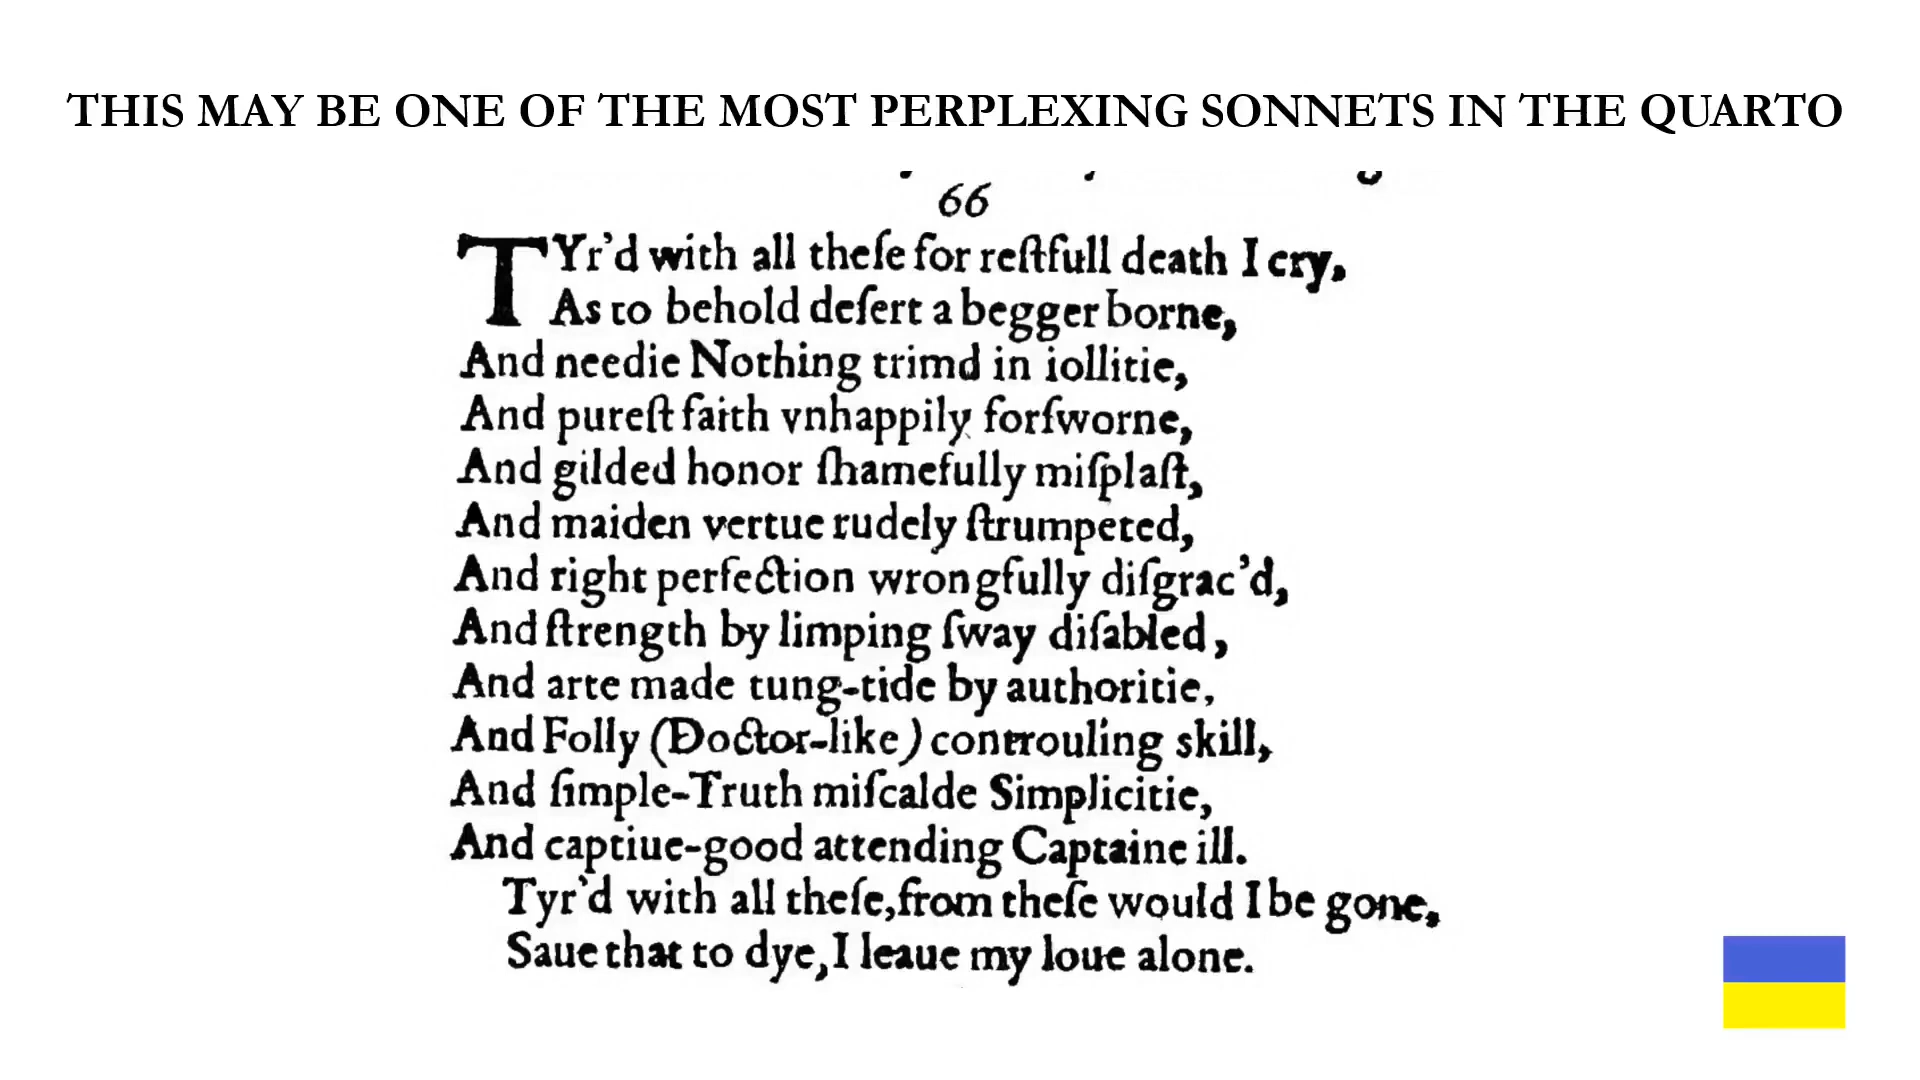 THIS MAY BE ONE OF THE MOST PERPLEXING SONNETS IN THE QUARTO
66
TYr'd with all theſe for reſtfull death I cry,
As to behold deſert a begger borne,
And needie Nothing trimd in iollitie,
And pureſt faith vnhappily forſworne,
And gilded honor ſhamefully miſplaſt,
And maiden vertue rudely ſtrumpeted,
And right perfection wrongfully diſgrac'd,
And ſtrength by limping ſway diſabled,
And arte made tung-tide by authoritie,
And Folly (Doctor-like) controuling skill,
And ſimple-Truth miſcalde Simplicitie,
And captiue-good attending Captaine ill.
Tyr'd with all theſe, from theſe would I be gone,
Saue that to dye, I leaue my loue alone.